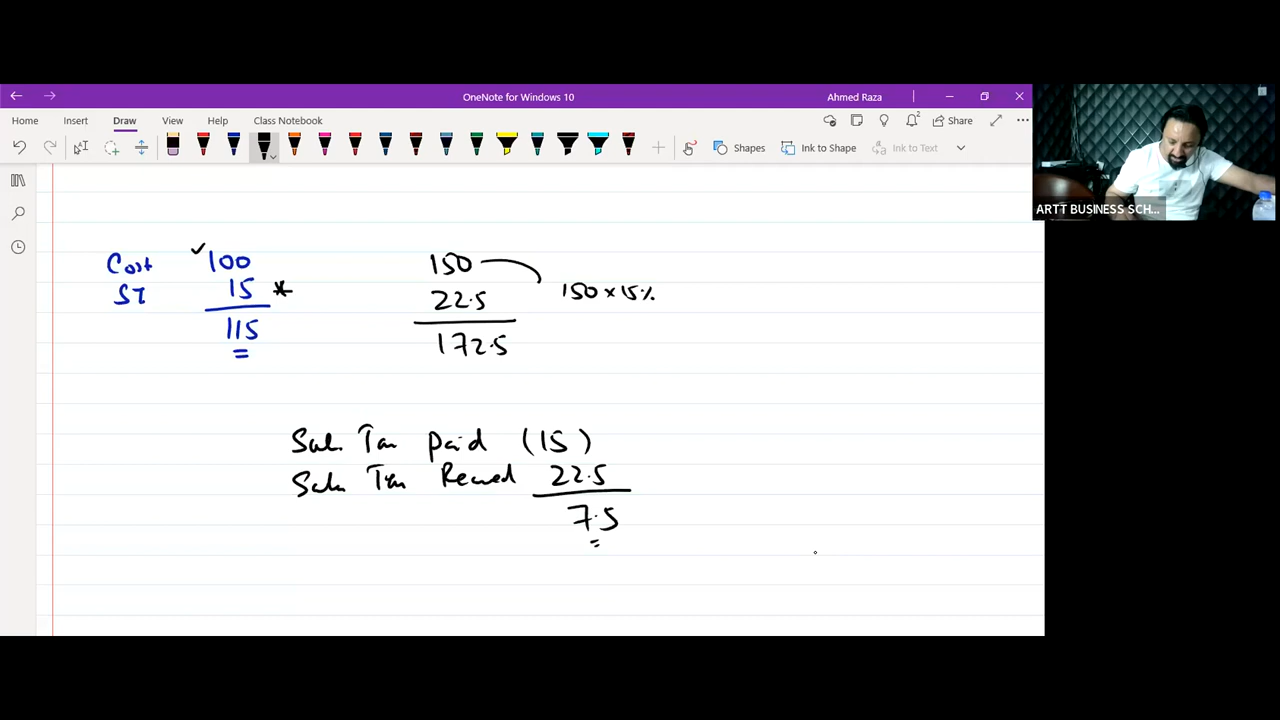 OneNote for Windows 10
Ahmed Raza
Home Insert Draw View Help Class Notebook
Share
Shapes
Ink to Shape
Ink to Text
ARTT BUSINESS SCH...
Cost 100
ST 15 *
115
150
22.5
172.5
150 × 15%
Sale Tax Paid (15)
Sale Tax Received 22.5
7.5